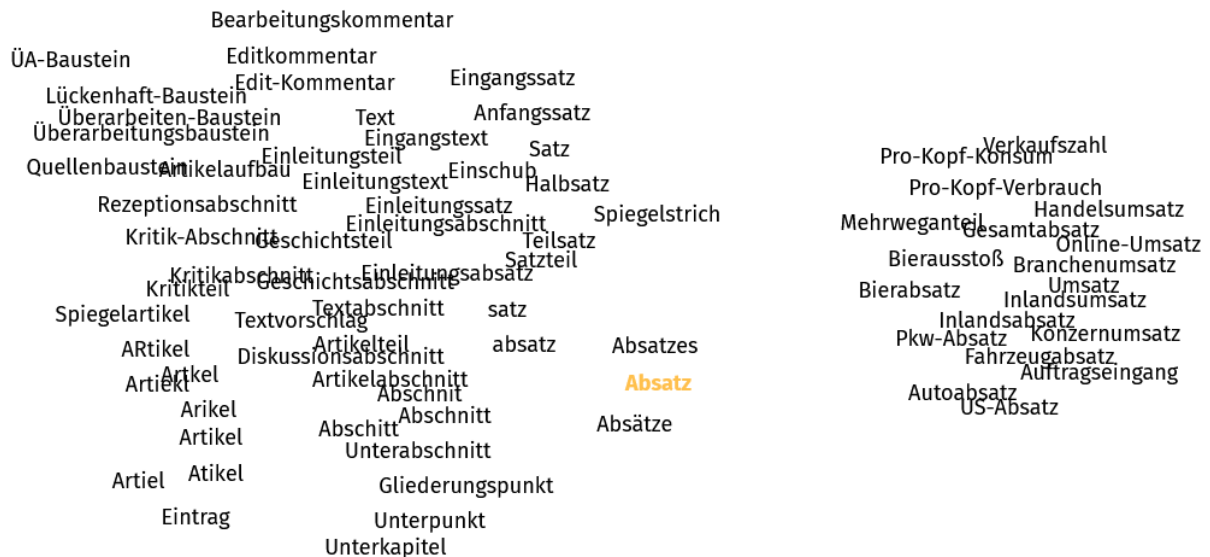 Bearbeitungskommentar
ÜA-Baustein
Editkommentar
Edit-Kommentar
Eingangssatz
Lückenhaft-Baustein
Überarbeiten-Baustein
Text
Anfangssatz
Überarbeitungsbaustein
Eingangstext
Satz
Verkaufszahl
Einleitungsteil
Pro-Kopf-Konsum
Quellenbaustein
Artikelaufbau
Einschub
Einleitungstext
Halbsatz
Pro-Kopf-Verbrauch
Rezeptionsabschnitt
Einleitungssatz
Spiegelstrich
Handelsumsatz
Einleitungsabschnitt
Mehrweganteil
Gesamtabsatz
Kritik-Abschnitt
Geschichtsteil
Teilsatz
Online-Umsatz
Satzteil
Bierausstoß
Branchenumsatz
Kritikabschnitt
Geschichtsabschnitt
Einleitungsabsatz
Kritikteil
Bierabsatz
Umsatz
Inlandsumsatz
Spiegelartikel
Textvorschlag
Textabschnitt
satz
Inlandsabsatz
Konzernumsatz
ARtikel
Artikelteil
absatz
Absatzes
Pkw-Absatz
Diskussionsabschnitt
Fahrzeugabsatz
Artkel
Auftragseingang
Artiekl
Artikelabschnitt
Absatz
Abschnit
Autoabsatz
US-Absatz
Arikel
Abschnitt
Absätze
Artikel
Abschitt
Unterabschnitt
Artiel
Atikel
Gliederungspunkt
Eintrag
Unterpunkt
Unterkapitel